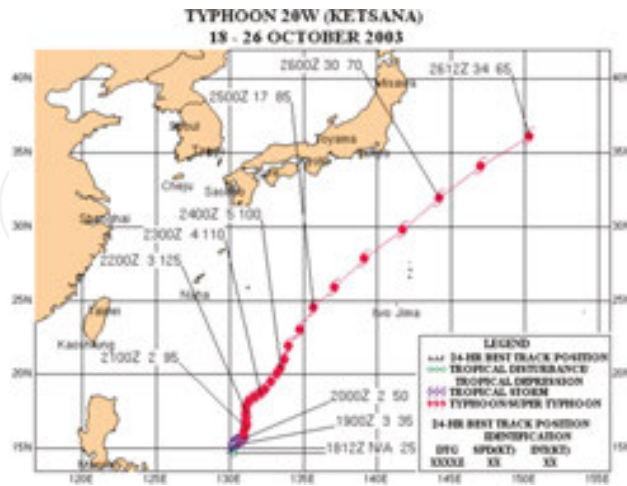 TYPHOON 20W (KETSANA)
18 - 26 OCTOBER 2003
2600Z 30 70
2612Z 34 65
40N
Misawa
2500Z 17 85
Seoul
Toyama
Tokyo
35N
Cheju
Sasebo
2400Z 5 100
Shanghai
2300Z 4 110
30N
2200Z 3 125
Naha
Iwo Jima
25N
Taipei
Kaohsiung
2100Z 2 95
20N
2000Z 2 50
1900Z 3 35
15N
1812Z N/A 25
120E
125E
130E
135E
140E
145E
150E
155E
LEGEND
24-HR BEST TRACK POSITION
TROPICAL DISTURBANCE/
TROPICAL DEPRESSION
TROPICAL STORM
TYPHOON/SUPER TYPHOON
24-HR BEST TRACK POSITION
IDENTIFICATION
DTG SPD(KT) INT(KT)
XXXXZ XX XX